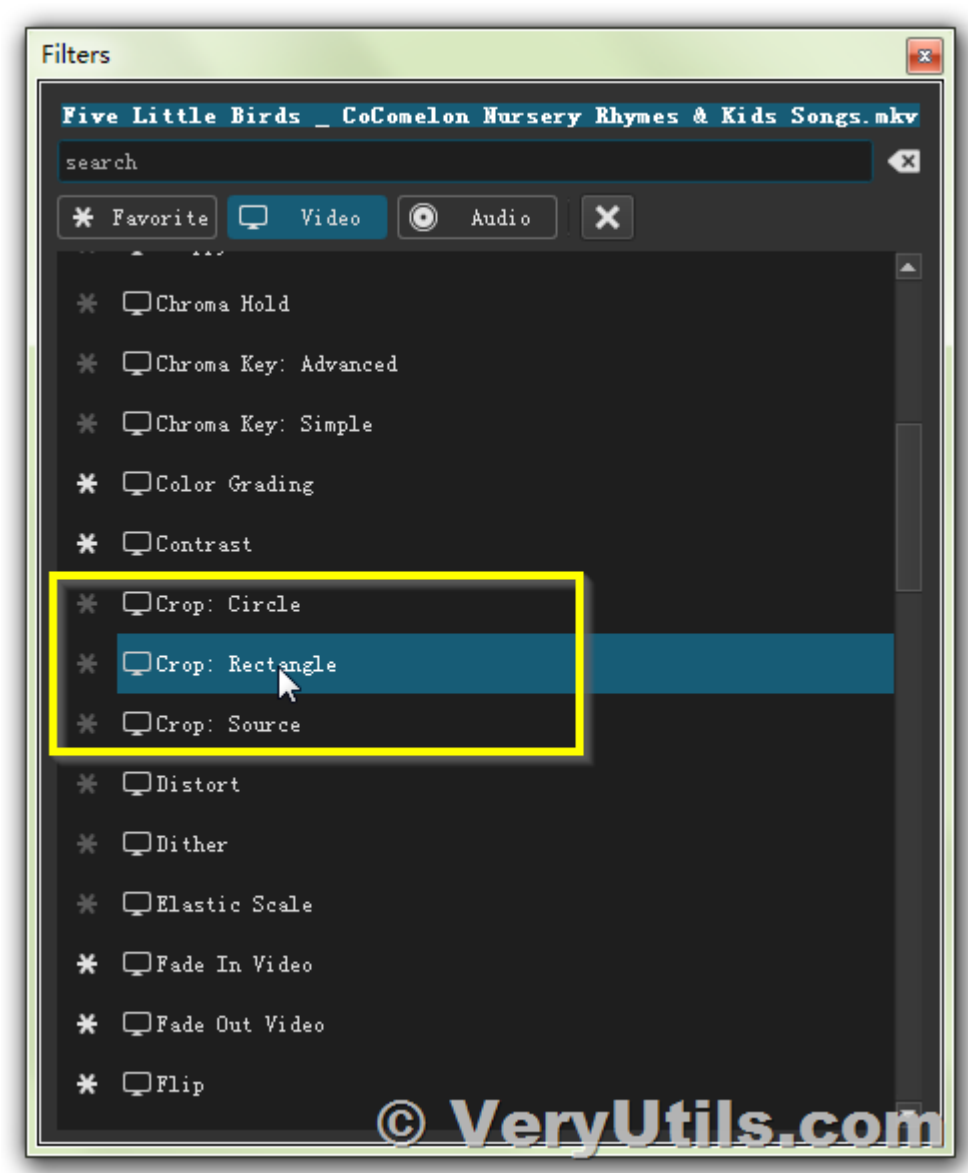 Filters
Five Little Birds _ CoComelon Nursery Rhymes & Kids Songs.mkv
search
Favorite Video Audio
Chroma Hold
Chroma Key: Advanced
Chroma Key: Simple
Color Grading
Contrast
Crop: Circle
Crop: Rectangle
Crop: Source
Distort
Dither
Elastic Scale
Fade In Video
Fade Out Video
Flip
© VeryUtils.com